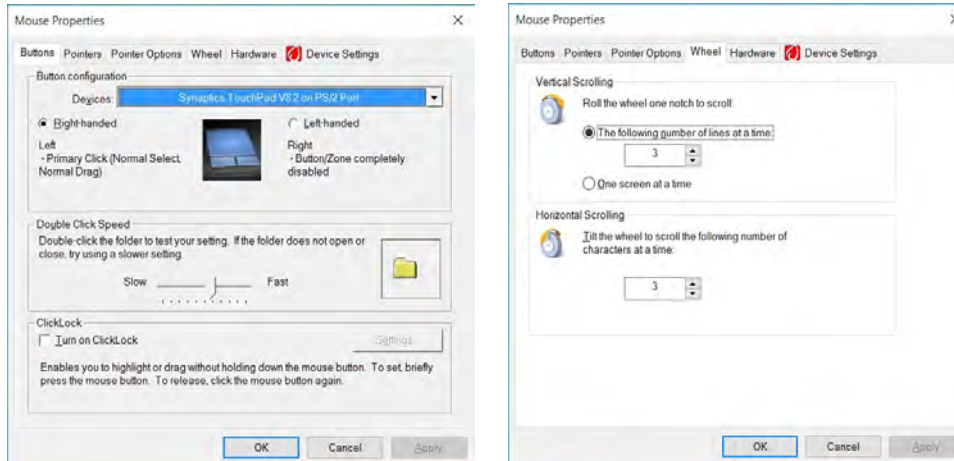 Mouse Properties
Buttons Pointers Pointer Options Wheel Hardware Device Settings
Button configuration
Devices: Synaptics TouchPad V8.2 on PS/2 Port
Right-handed Left-handed
Left
- Primary Click (Normal Select,
Normal Drag)
Right
- Button/Zone completely
disabled
Double Click Speed
Double-click the folder to test your setting. If the folder does not open or
close, try using a slower setting.
Slow Fast
ClickLock
Turn on ClickLock Settings...
Enables you to highlight or drag without holding down the mouse button. To set, briefly
press the mouse button. To release, click the mouse button again.
OK Cancel Apply
Mouse Properties
Buttons Pointers Pointer Options Wheel Hardware Device Settings
Vertical Scrolling
Roll the wheel one notch to scroll:
The following number of lines at a time:
3
One screen at a time
Horizontal Scrolling
Tilt the wheel to scroll the following number of
characters at a time:
3
OK Cancel Apply